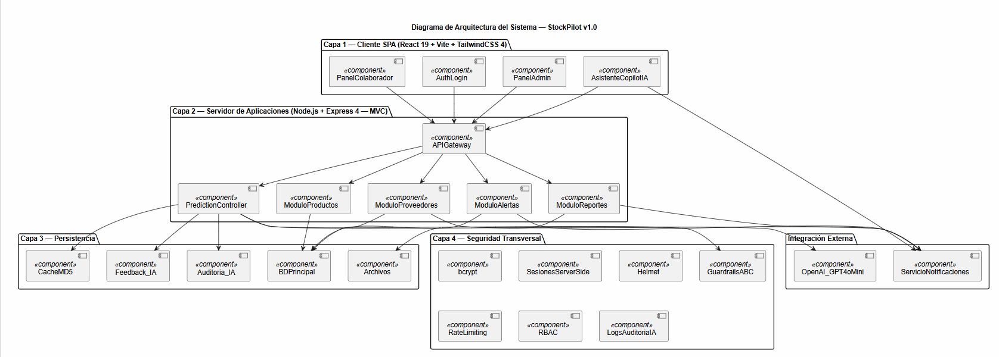 Diagrama de Arquitectura del Sistema — StockPilot v1.0
Capa 1 — Cliente SPA (React 19 + Vite + TailwindCSS 4)
«component»
PanelColaborador
«component»
AuthLogin
«component»
PanelAdmin
«component»
AsistenteCopilotIA
Capa 2 — Servidor de Aplicaciones (Node.js + Express 4 — MVC)
«component»
APIGateway
«component»
PredictionController
«component»
ModuloProductos
«component»
ModuloProveedores
«component»
ModuloAlertas
«component»
ModuloReportes
Capa 3 — Persistencia
«component»
CacheMD5
«component»
Feedback_IA
«component»
Auditoria_IA
«component»
BDPrincipal
«component»
Archivos
Capa 4 — Seguridad Transversal
«component»
bcrypt
«component»
SesionesServerSide
«component»
Helmet
«component»
GuardrailsABC
«component»
RateLimiting
«component»
RBAC
«component»
LogsAuditoriaIA
Integración Externa
«component»
OpenAI_GPT4oMini
«component»
ServicioNotificaciones